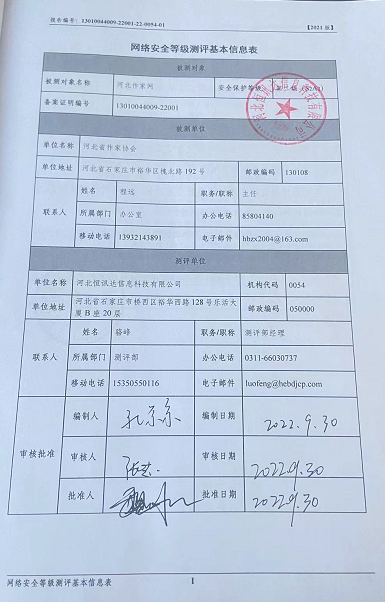 报告编号：13010044009-22001-22-0054-01 【2021版】
网络安全等级测评基本信息表
被测对象
被测对象名称 河北作家网 安全保护等级
备案证明编号 13010044009-22001
被测单位
单位名称 河北省作家协会
单位地址 河北省石家庄市裕华区槐北路192号 邮政编码 130108
联系人
姓名 程远 职务/职称 主任
所属部门 办公室 办公电话 85804140
移动电话 13932143891 电子邮件 hbzx2004@163.com
测评单位
单位名称 河北恒讯达信息科技有限公司 机构代码 0054
单位地址 河北省石家庄市桥西区裕华西路128号乐活大厦B座20层 邮政编码 050000
联系人
姓名 骆峰 职务/职称 测评部经理
所属部门 测评部 办公电话 0311-66030737
移动电话 15350550116 电子邮件 luofeng@hebdjcp.com
审核批准
编制人 编制日期 2022.9.30
审核人 审核日期 2022.9.30
批准人 批准日期 2022.9.30
网络安全等级测评基本信息表 1